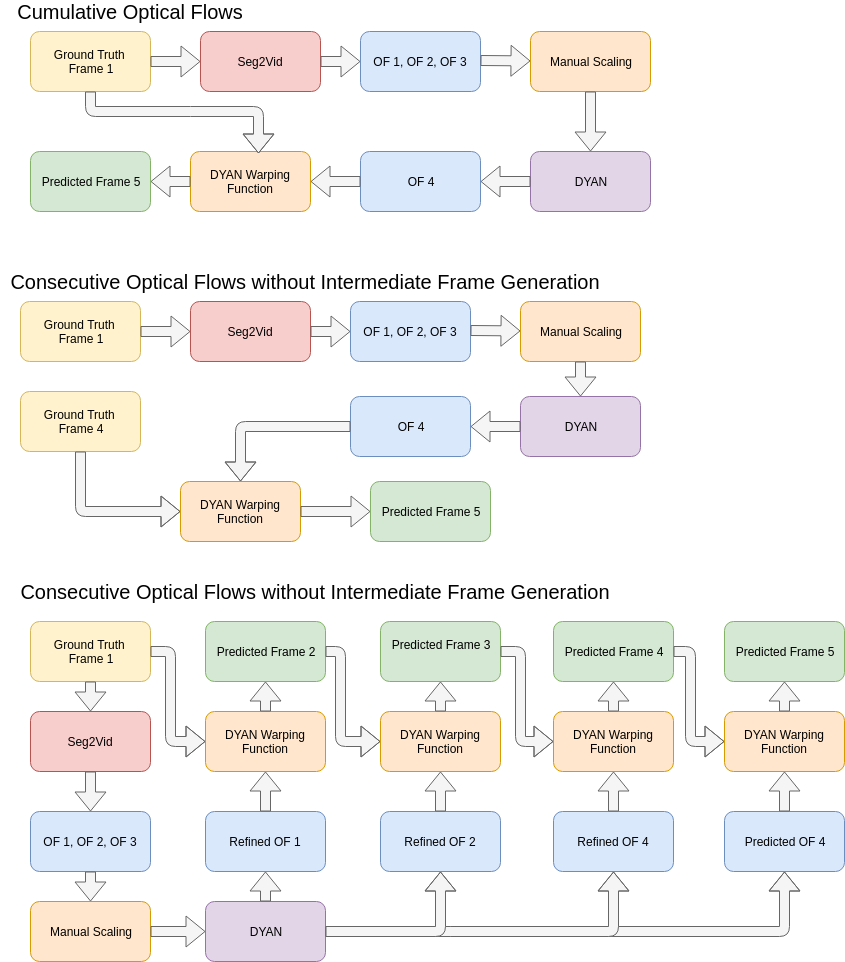 Cumulative Optical Flows
Ground Truth
Frame 1
Seg2Vid
OF 1, OF 2, OF 3
Manual Scaling
Predicted Frame 5
DYAN Warping
Function
OF 4
DYAN
Consecutive Optical Flows without Intermediate Frame Generation
Ground Truth
Frame 1
Seg2Vid
OF 1, OF 2, OF 3
Manual Scaling
Ground Truth
Frame 4
OF 4
DYAN
DYAN Warping
Function
Predicted Frame 5
Consecutive Optical Flows without Intermediate Frame Generation
Ground Truth
Frame 1
Predicted Frame 2
Predicted Frame 3
Predicted Frame 4
Predicted Frame 5
Seg2Vid
DYAN Warping
Function
DYAN Warping
Function
DYAN Warping
Function
DYAN Warping
Function
OF 1, OF 2, OF 3
Refined OF 1
Refined OF 2
Refined OF 4
Predicted OF 4
Manual Scaling
DYAN